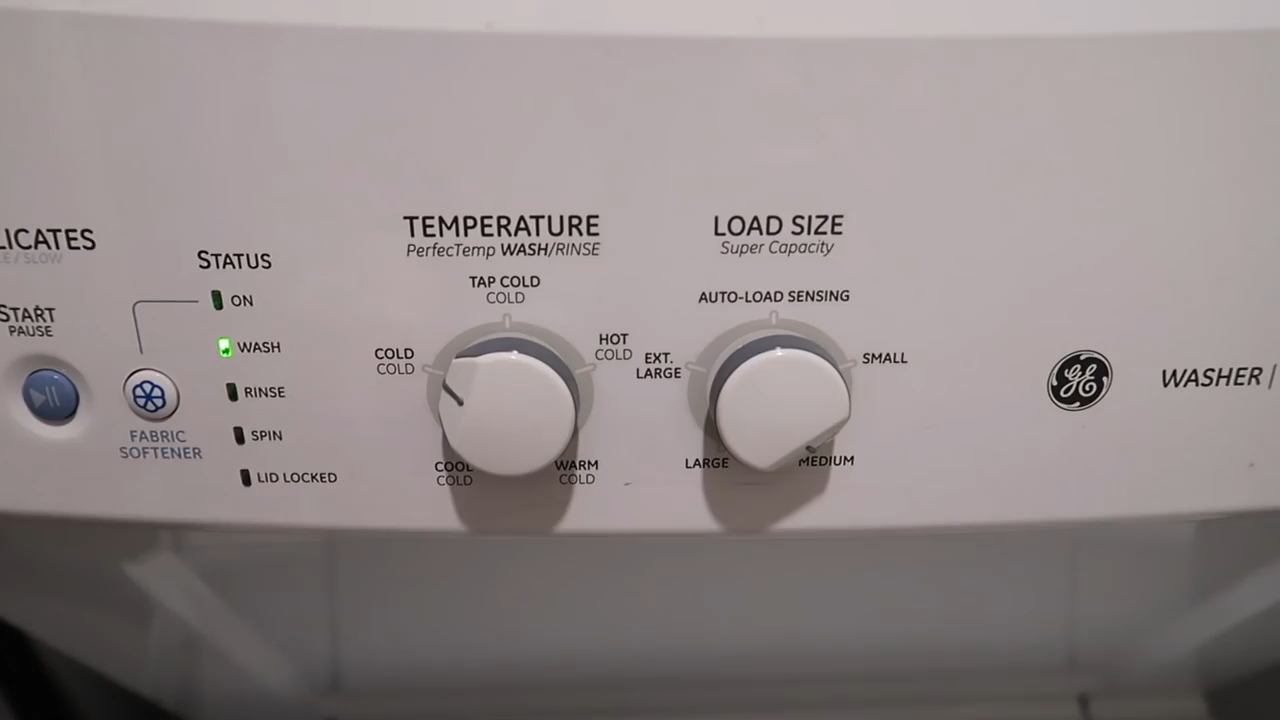 LICATES
E / SLOW
START
PAUSE
FABRIC
SOFTENER
STATUS
ON
WASH
RINSE
SPIN
LID LOCKED
TEMPERATURE
PerfecTemp WASH/RINSE
TAP COLD
COLD
HOT
COLD
COLD
COLD
COOL
COLD
WARM
COLD
LOAD SIZE
Super Capacity
AUTO-LOAD SENSING
EXT.
LARGE
SMALL
LARGE
MEDIUM
GE
WASHER |